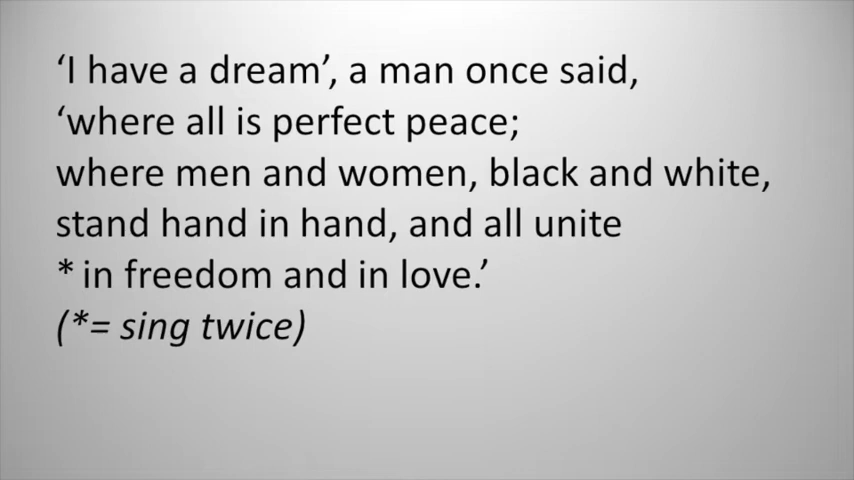 ‘I have a dream’, a man once said,
‘where all is perfect peace;
where men and women, black and white,
stand hand in hand, and all unite
* in freedom and in love.’
(*= sing twice)